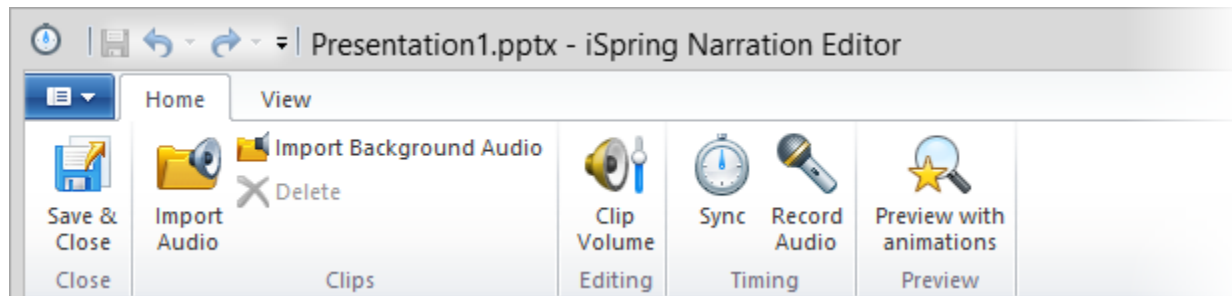 Presentation1.pptx - iSpring Narration Editor
Home View
Import Background Audio
Delete
Save & Close
Import Audio
Clip Volume
Sync
Record Audio
Preview with animations
Close Clips Editing Timing Preview